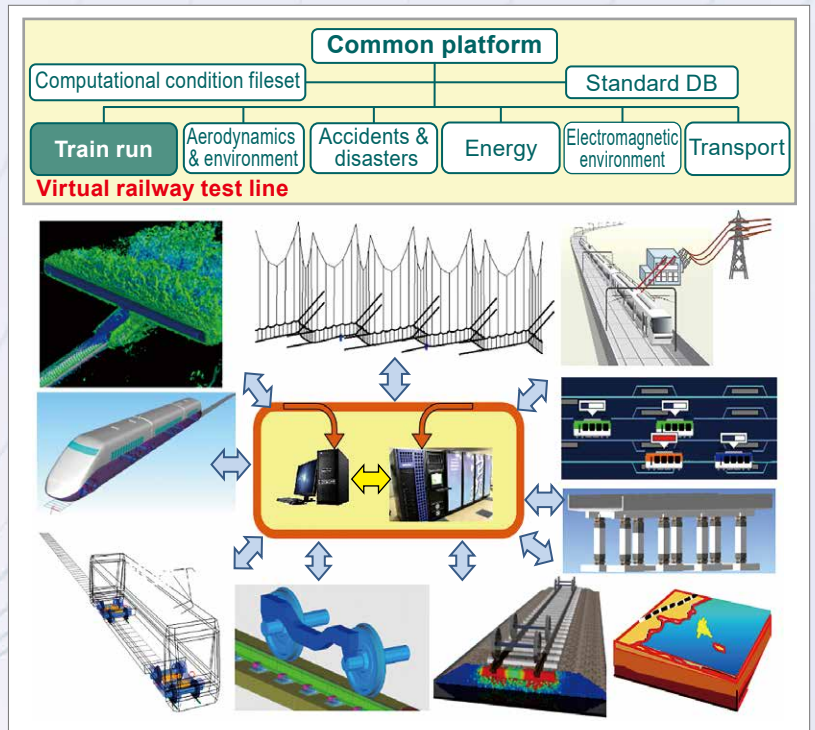 Common platform
Computational condition fileset
Standard DB
Train run
Aerodynamics
& environment
Accidents &
disasters
Energy
Electromagnetic
environment
Transport
Virtual railway test line